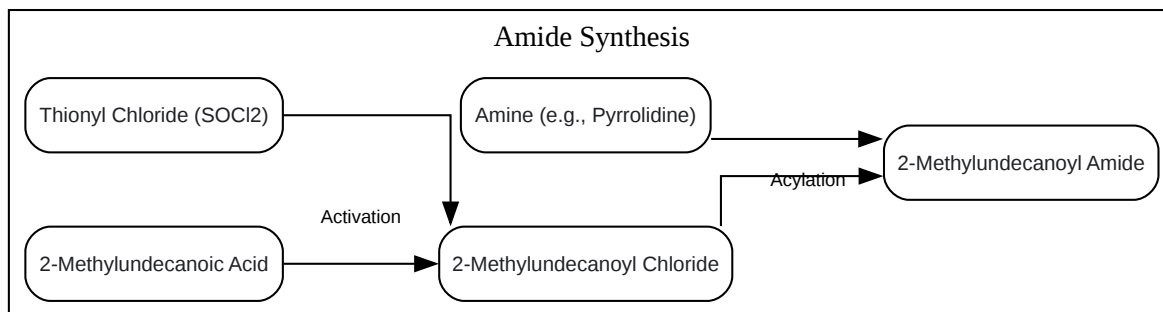 Amide Synthesis
Thionyl Chloride (SOCl2)
Amine (e.g., Pyrrolidine)
2-Methylundecanoyl Amide
Acylation
Activation
2-Methylundecanoic Acid
2-Methylundecanoyl Chloride